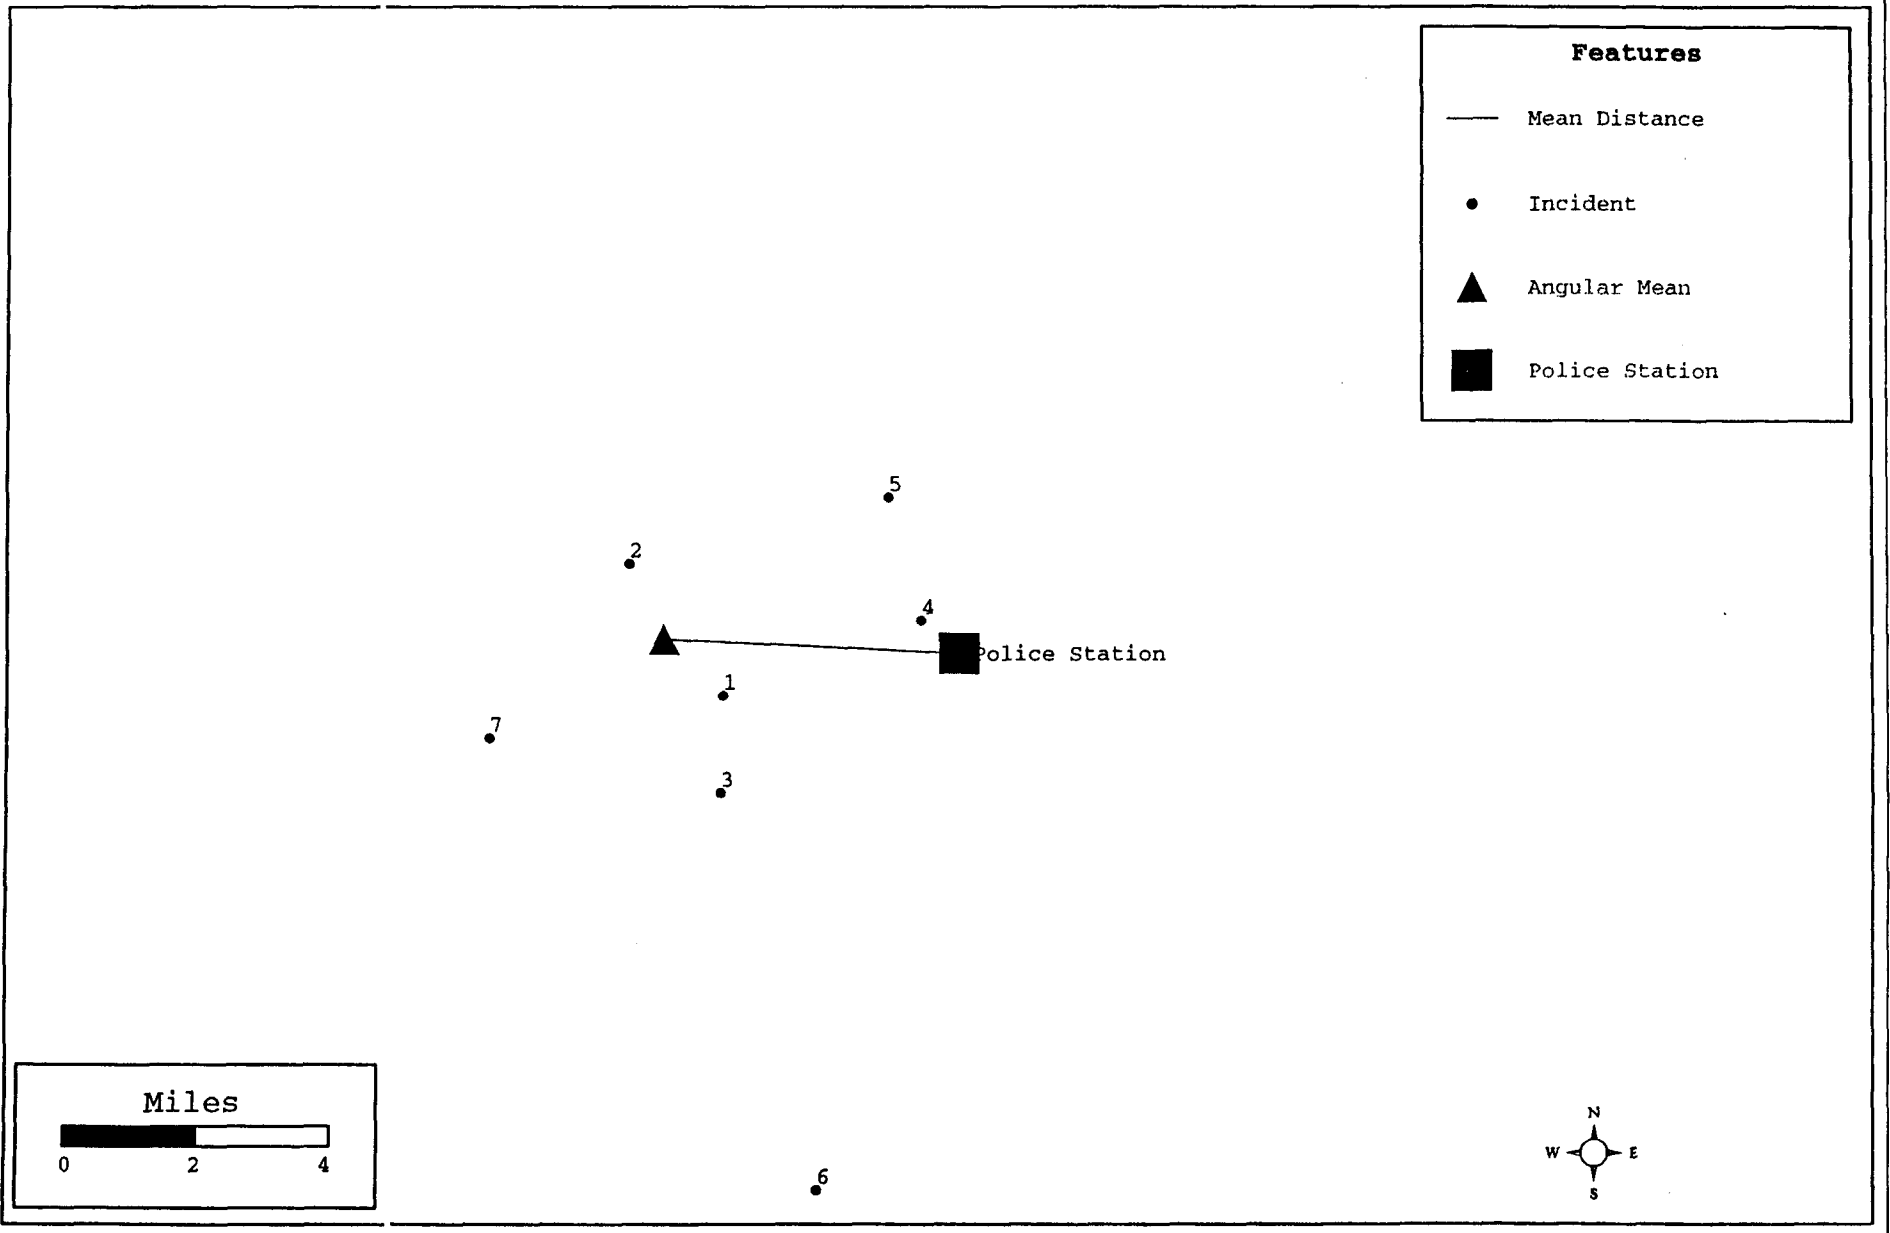 Features
Mean Distance
Incident
Angular Mean
Police Station
5
2
4
Police Station
1
7
3
Miles
0 2 4
6
N
W E
S